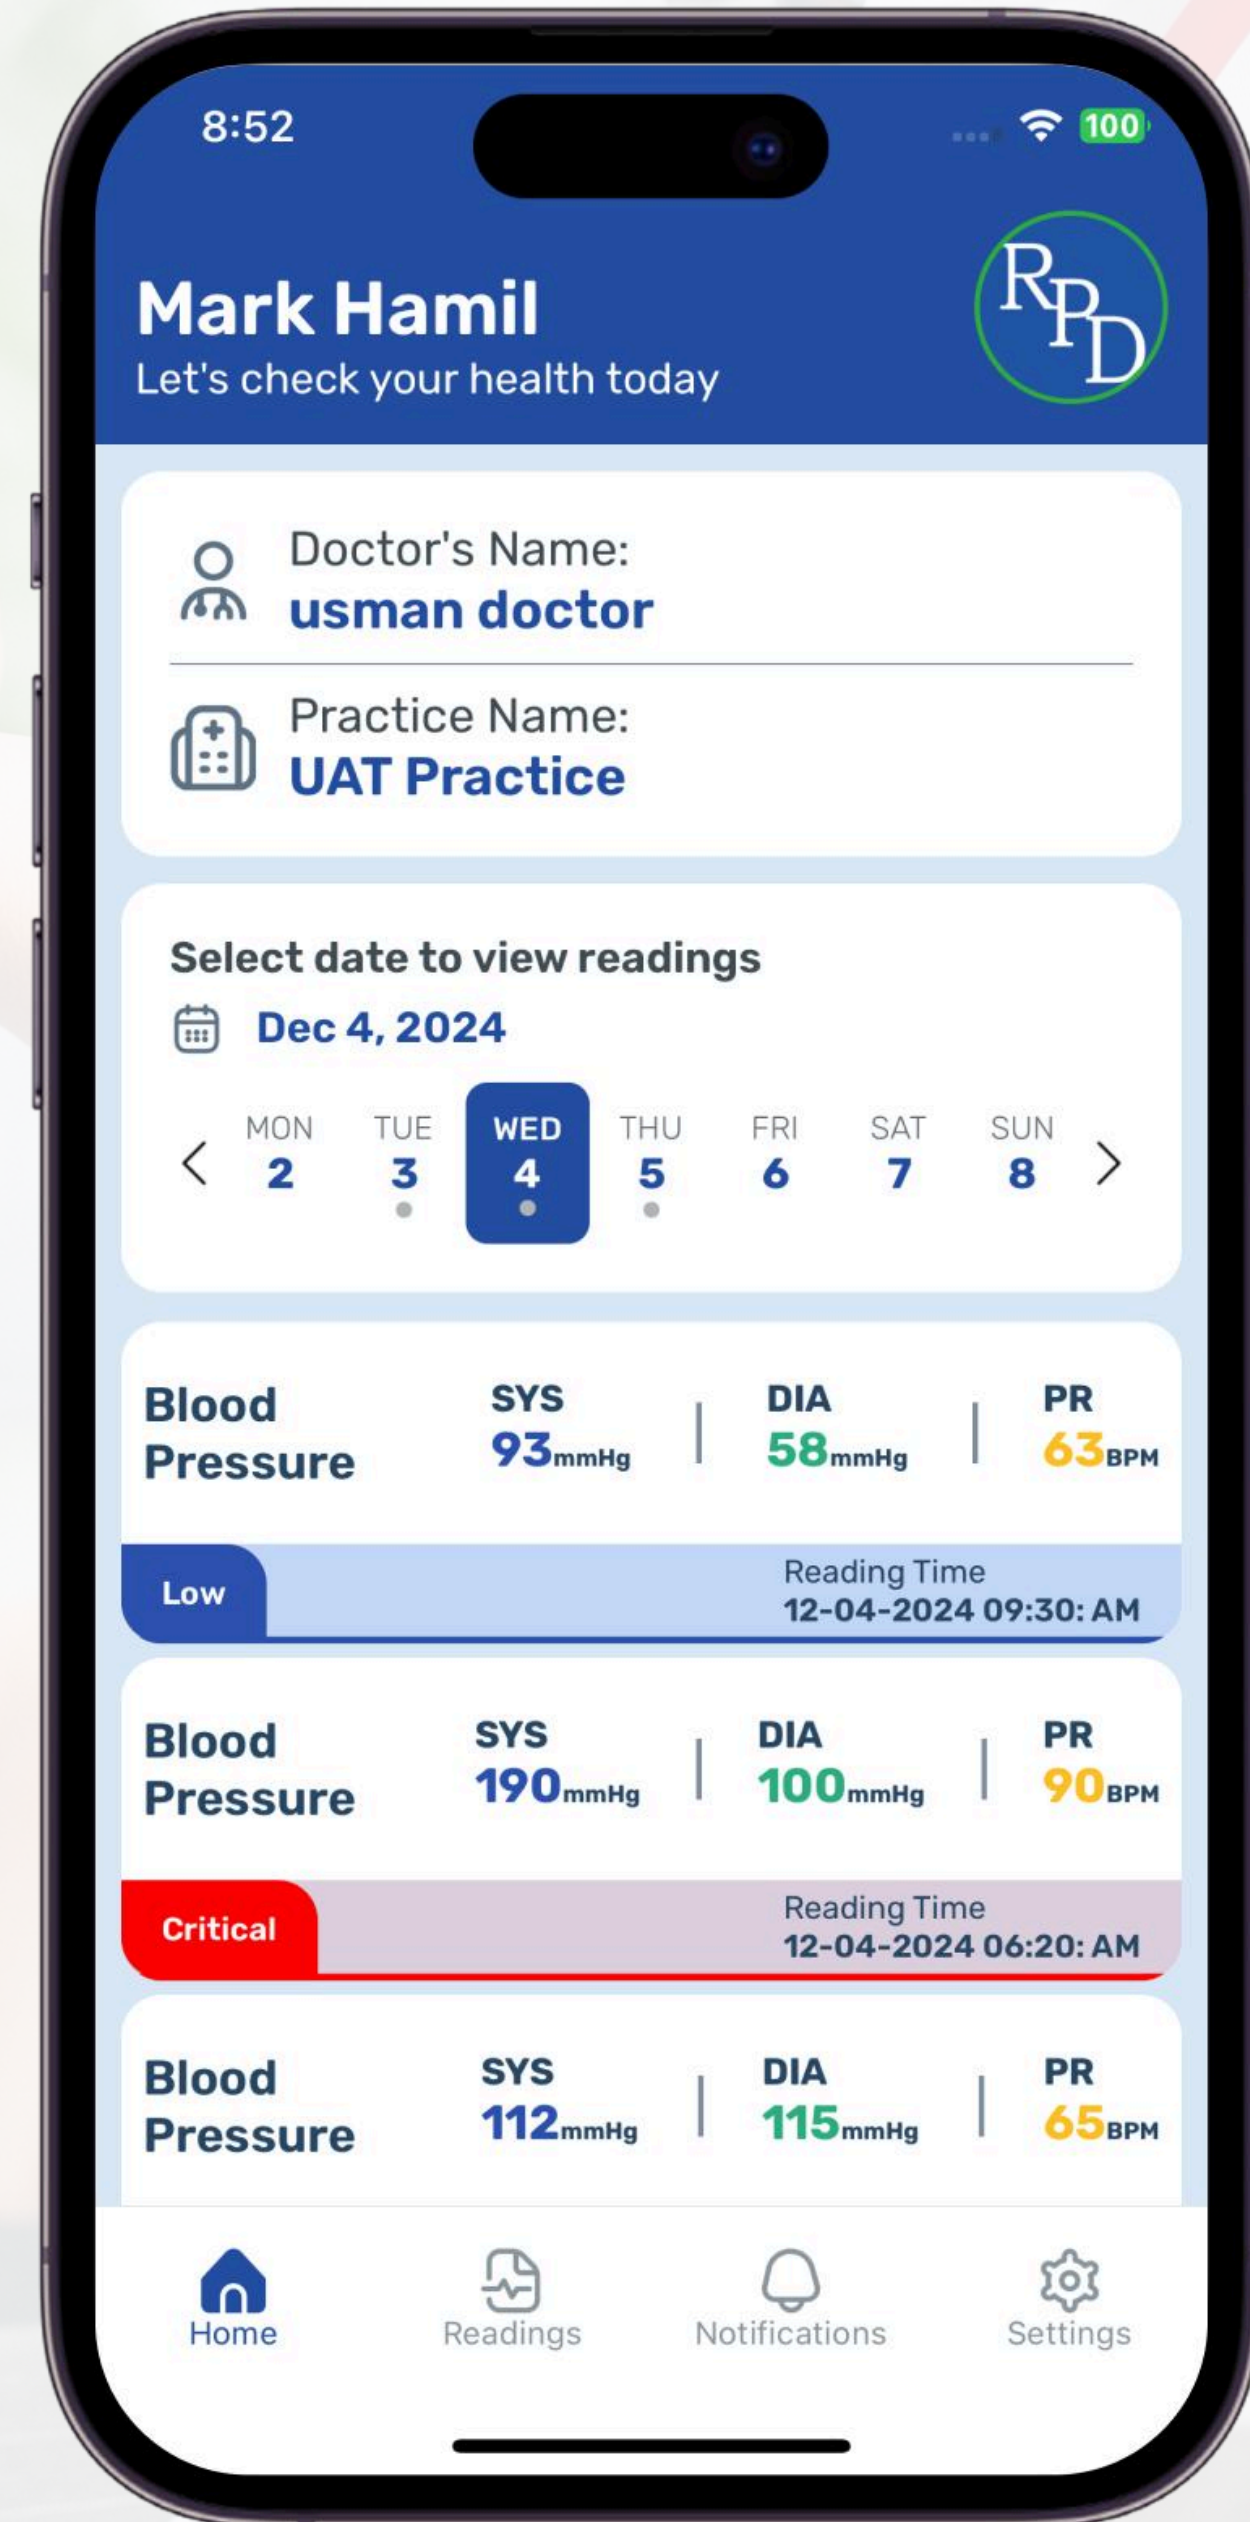 8:52
100
Mark Hamil
Let's check your health today
RPD
Doctor's Name:
usman doctor
Practice Name:
UAT Practice
Select date to view readings
Dec 4, 2024
MON TUE WED THU FRI SAT SUN
2 3 4 5 6 7 8
Blood Pressure
SYS | DIA | PR
93mmHg 58mmHg 63BPM
Low
Reading Time
12-04-2024 09:30: AM
Blood Pressure
SYS | DIA | PR
190mmHg 100mmHg 90BPM
Critical
Reading Time
12-04-2024 06:20: AM
Blood Pressure
SYS | DIA | PR
112mmHg 115mmHg 65BPM
Home Readings Notifications Settings